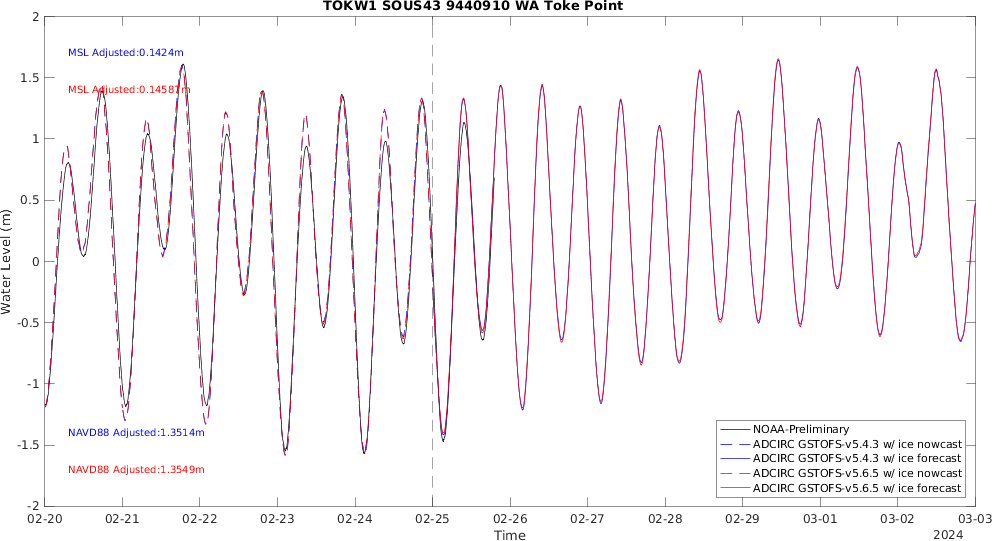 TOKW1 SOUS43 9440910 WA Toke Point
2
1.5
1
0.5
0
-0.5
-1
-1.5
-2
Water Level (m)
MSL Adjusted:0.1424m
MSL Adjusted:0.14587m
NAVD88 Adjusted:1.3514m
NAVD88 Adjusted:1.3549m
NOAA-Preliminary
ADCIRC GSTOFS-v5.4.3 w/ ice nowcast
ADCIRC GSTOFS-v5.4.3 w/ ice forecast
ADCIRC GSTOFS-v5.6.5 w/ ice nowcast
ADCIRC GSTOFS-v5.6.5 w/ ice forecast
02-20 02-21 02-22 02-23 02-24 02-25 02-26 02-27 02-28 02-29 03-01 03-02 03-03
Time
2024